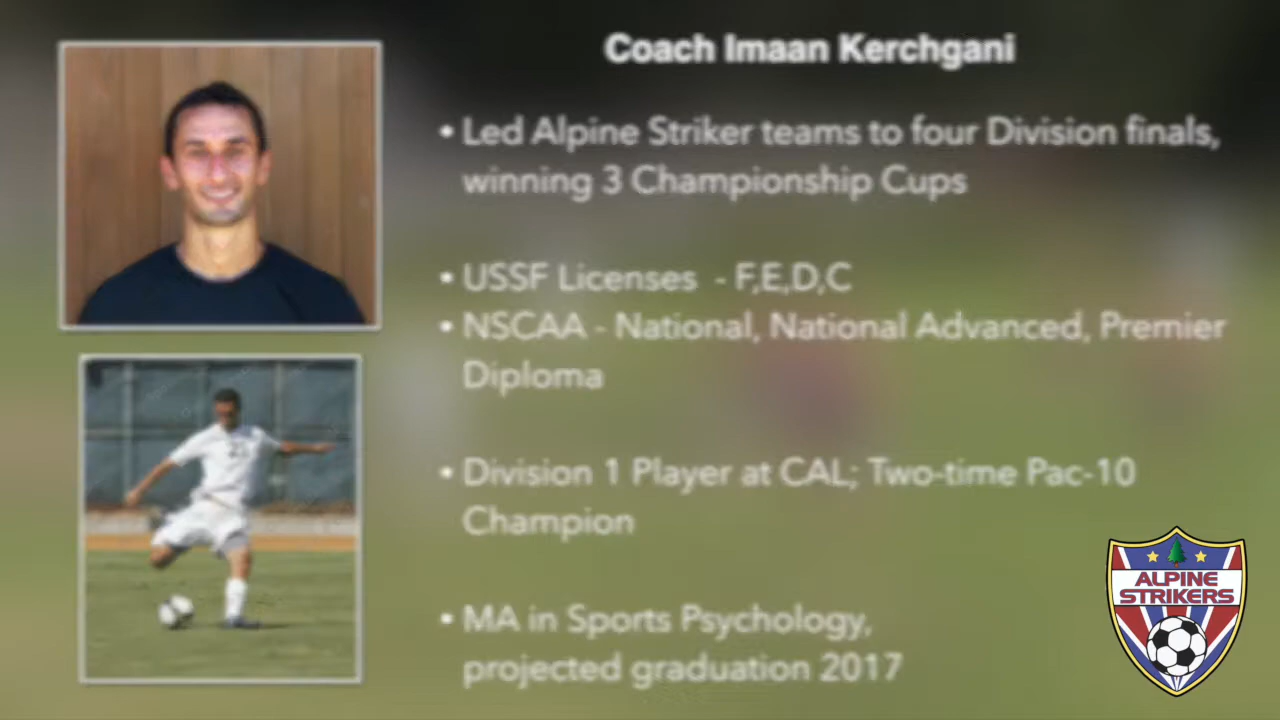 Coach Imaan Kerchgani
• Led Alpine Striker teams to four Division finals,
winning 3 Championship Cups
• USSF Licenses - F,E,D,C
• NSCAA - National, National Advanced, Premier
Diploma
• Division 1 Player at CAL; Two-time Pac-10
Champion
• MA in Sports Psychology,
projected graduation 2017
ALPINE
STRIKERS